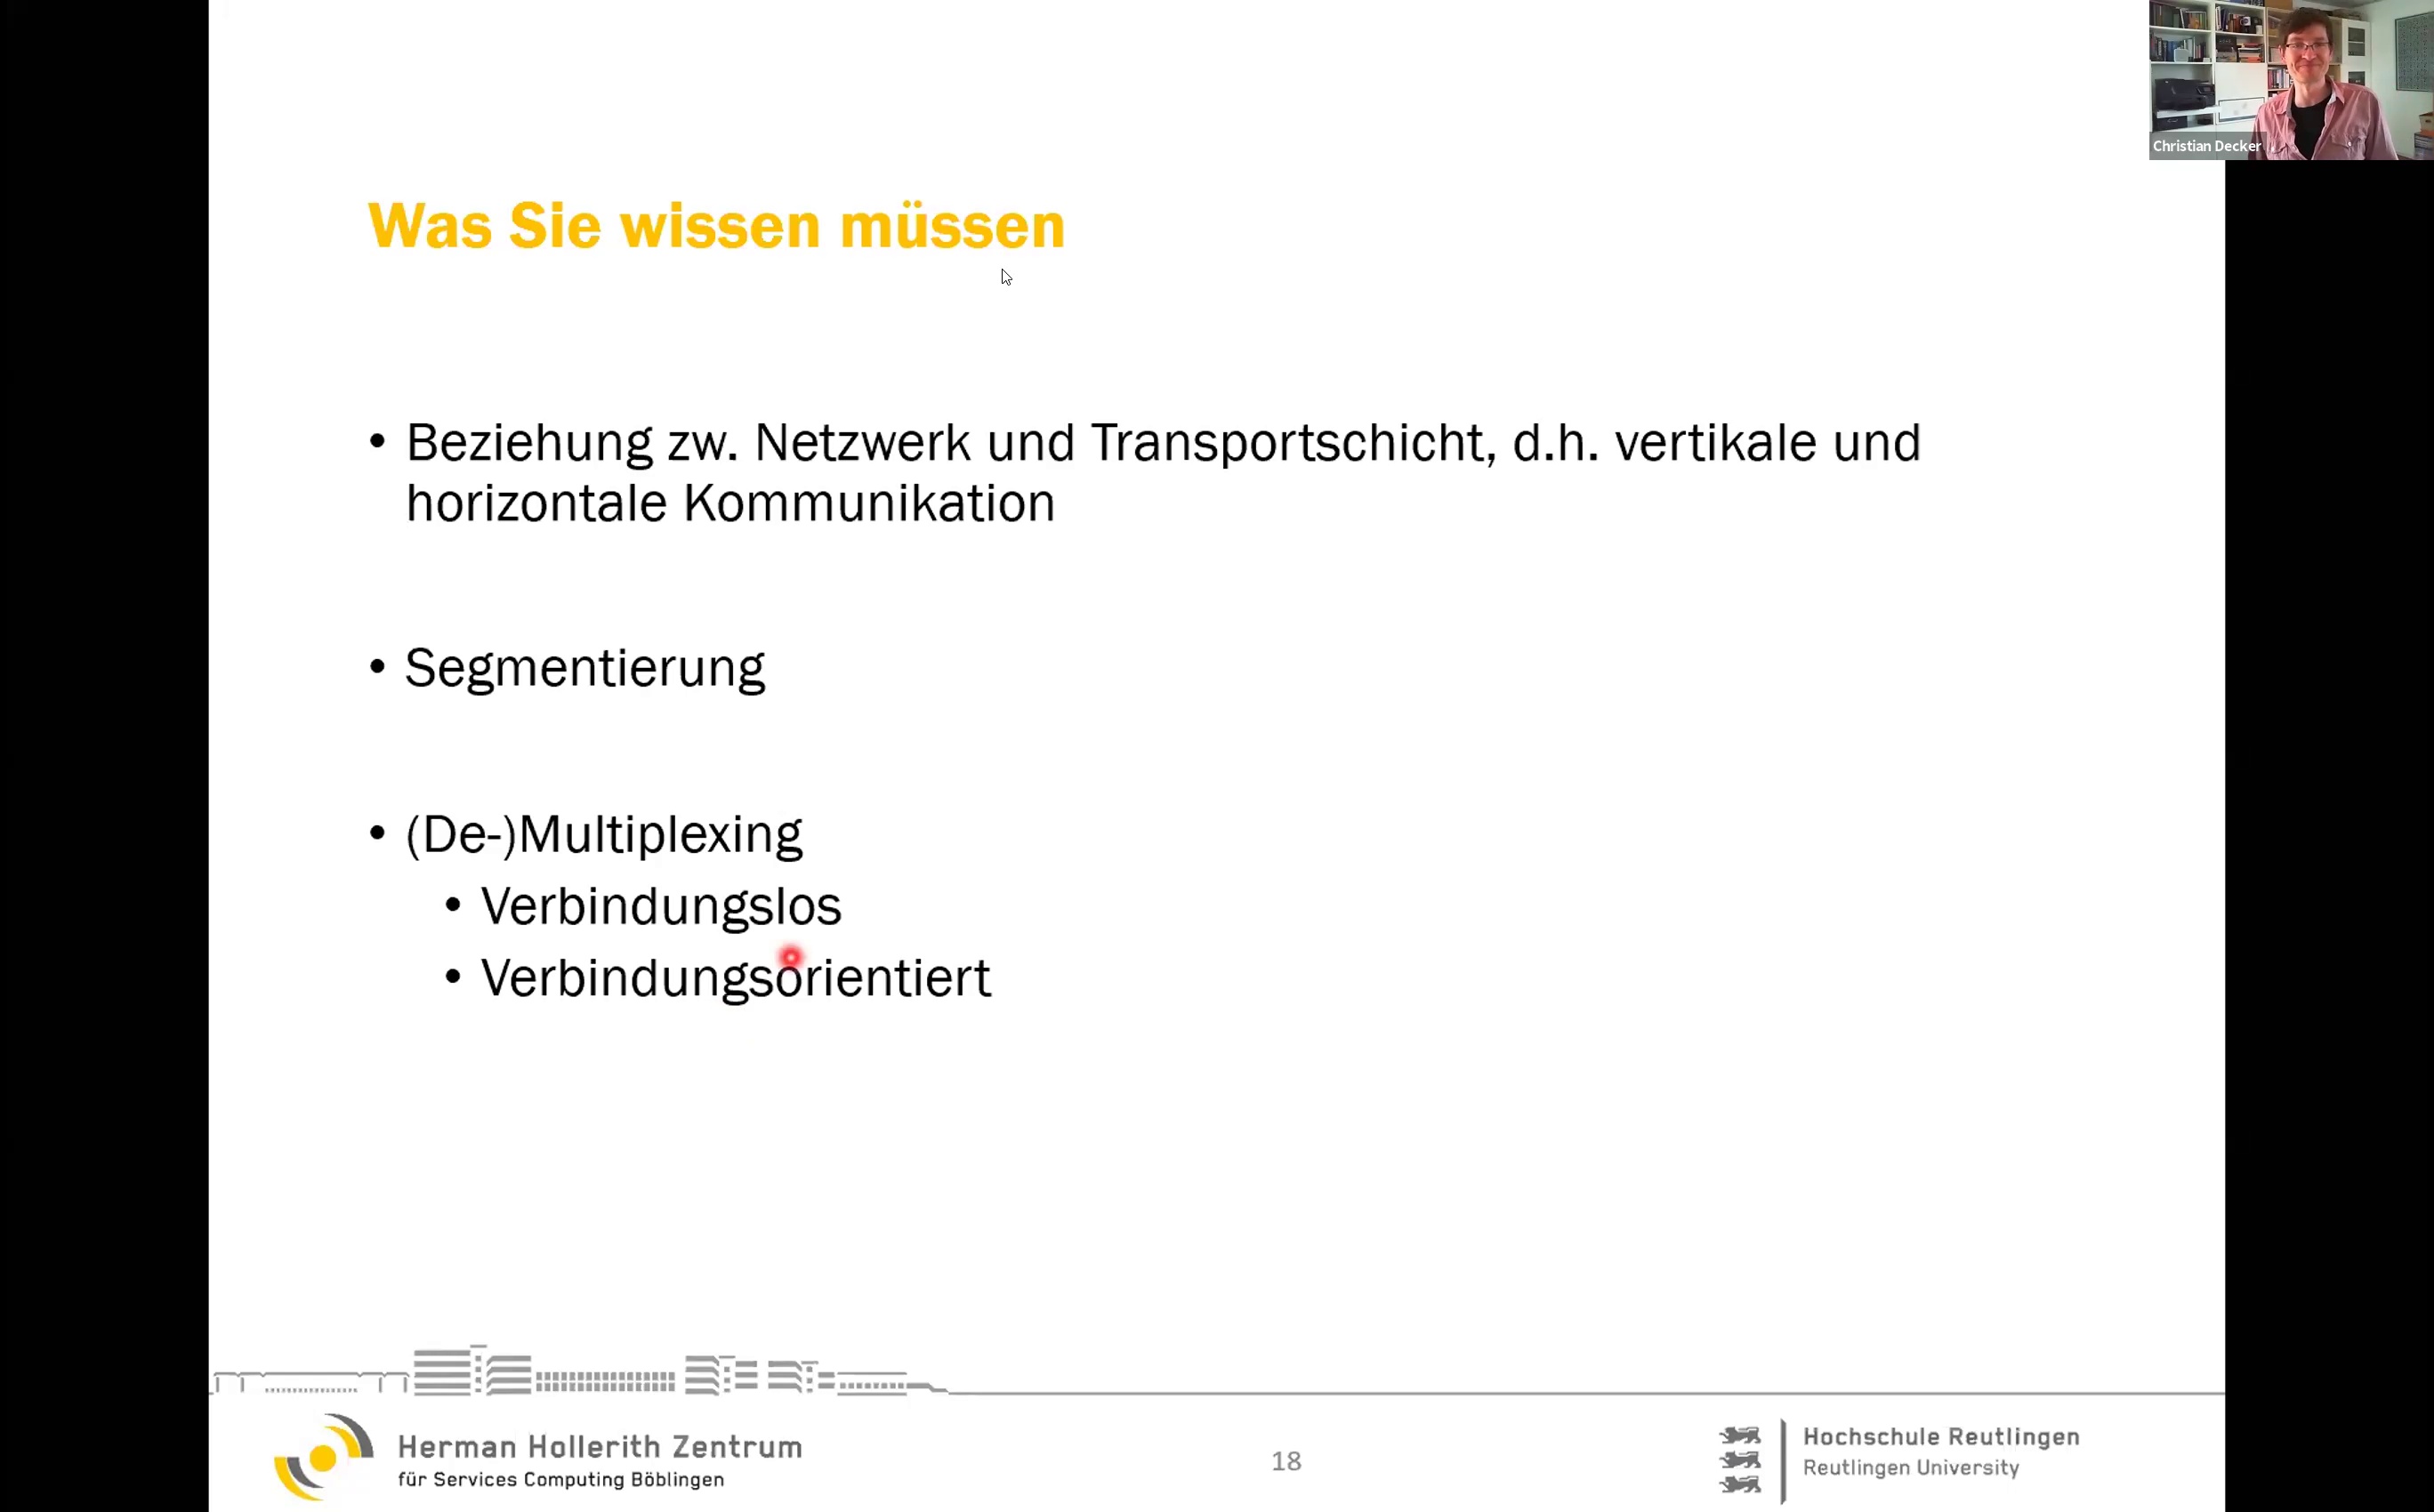 Christian Decker
Was Sie wissen müssen
• Beziehung zw. Netzwerk und Transportschicht, d.h. vertikale und
horizontale Kommunikation
• Segmentierung
• (De-)Multiplexing
• Verbindungslos
• Verbindungsorientiert
Herman Hollerith Zentrum
für Services Computing Böblingen
18
Hochschule Reutlingen
Reutlingen University